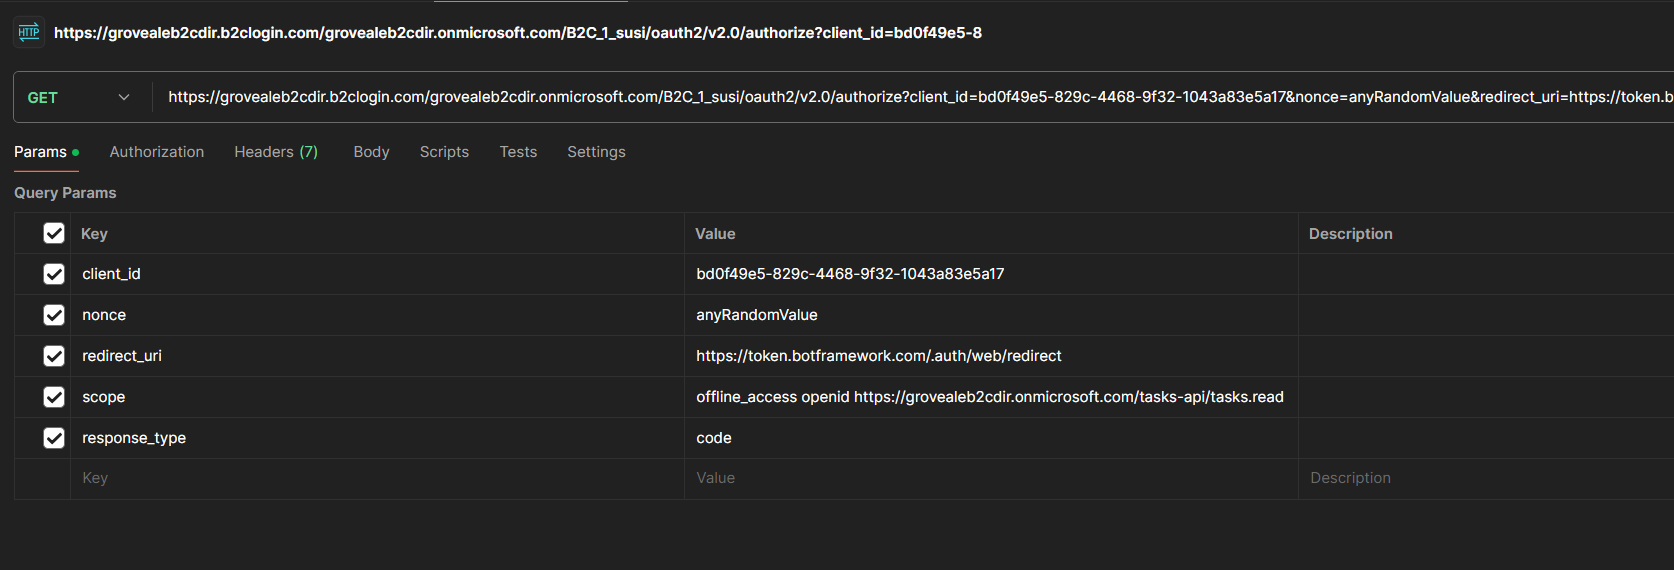 HTTP https://grovealeb2cdir.b2clogin.com/grovealeb2cdir.onmicrosoft.com/B2C_1_susi/oauth2/v2.0/authorize?client_id=bd0f49e5-8
GET https://grovealeb2cdir.b2clogin.com/grovealeb2cdir.onmicrosoft.com/B2C_1_susi/oauth2/v2.0/authorize?client_id=bd0f49e5-829c-4468-9f32-1043a83e5a17&nonce=anyRandomValue&redirect_uri=https://token.b
Params Authorization Headers (7) Body Scripts Tests Settings
Query Params
Key Value Description
client_id bd0f49e5-829c-4468-9f32-1043a83e5a17
nonce anyRandomValue
redirect_uri https://token.botframework.com/.auth/web/redirect
scope offline_access openid https://grovealeb2cdir.onmicrosoft.com/tasks-api/tasks.read
response_type code
Key Value Description